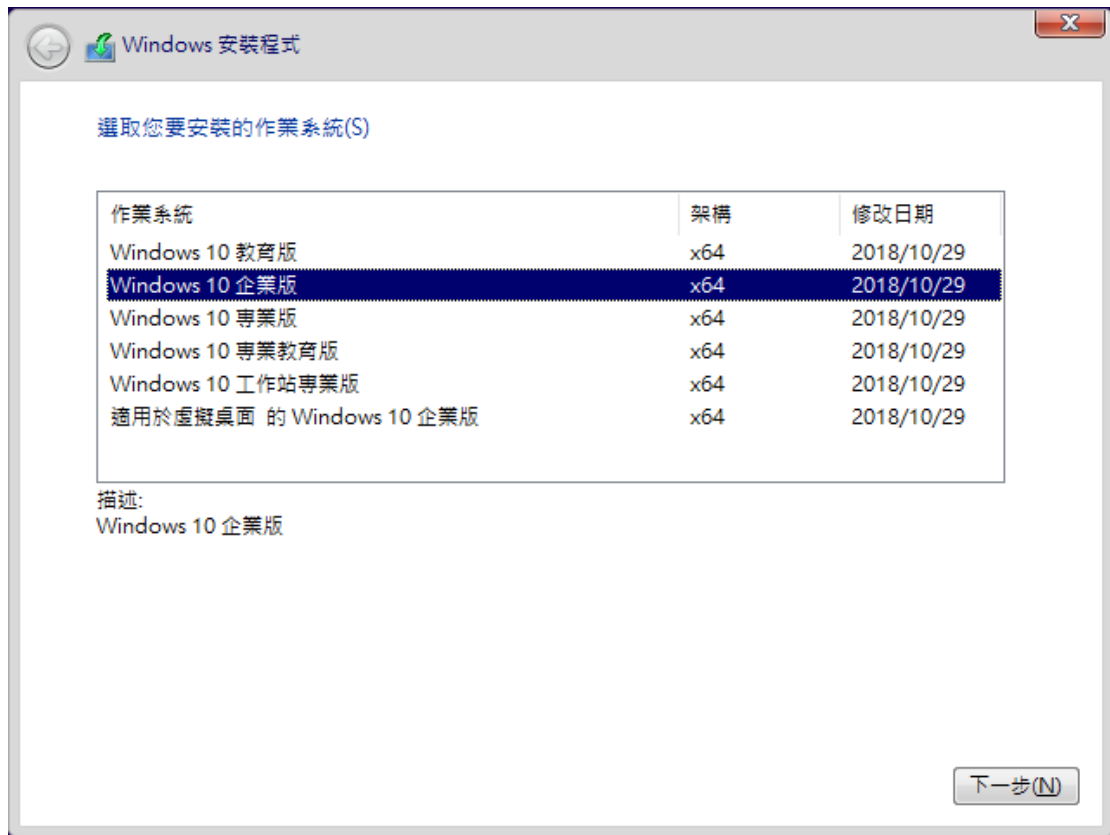 Windows 安裝程式
選取您要安裝的作業系統(S)
作業系統 架構 修改日期
Windows 10 教育版 x64 2018/10/29
Windows 10 企業版 x64 2018/10/29
Windows 10 專業版 x64 2018/10/29
Windows 10 專業教育版 x64 2018/10/29
Windows 10 工作站專業版 x64 2018/10/29
適用於虛擬桌面 的 Windows 10 企業版 x64 2018/10/29
描述:
Windows 10 企業版
下一步(N)